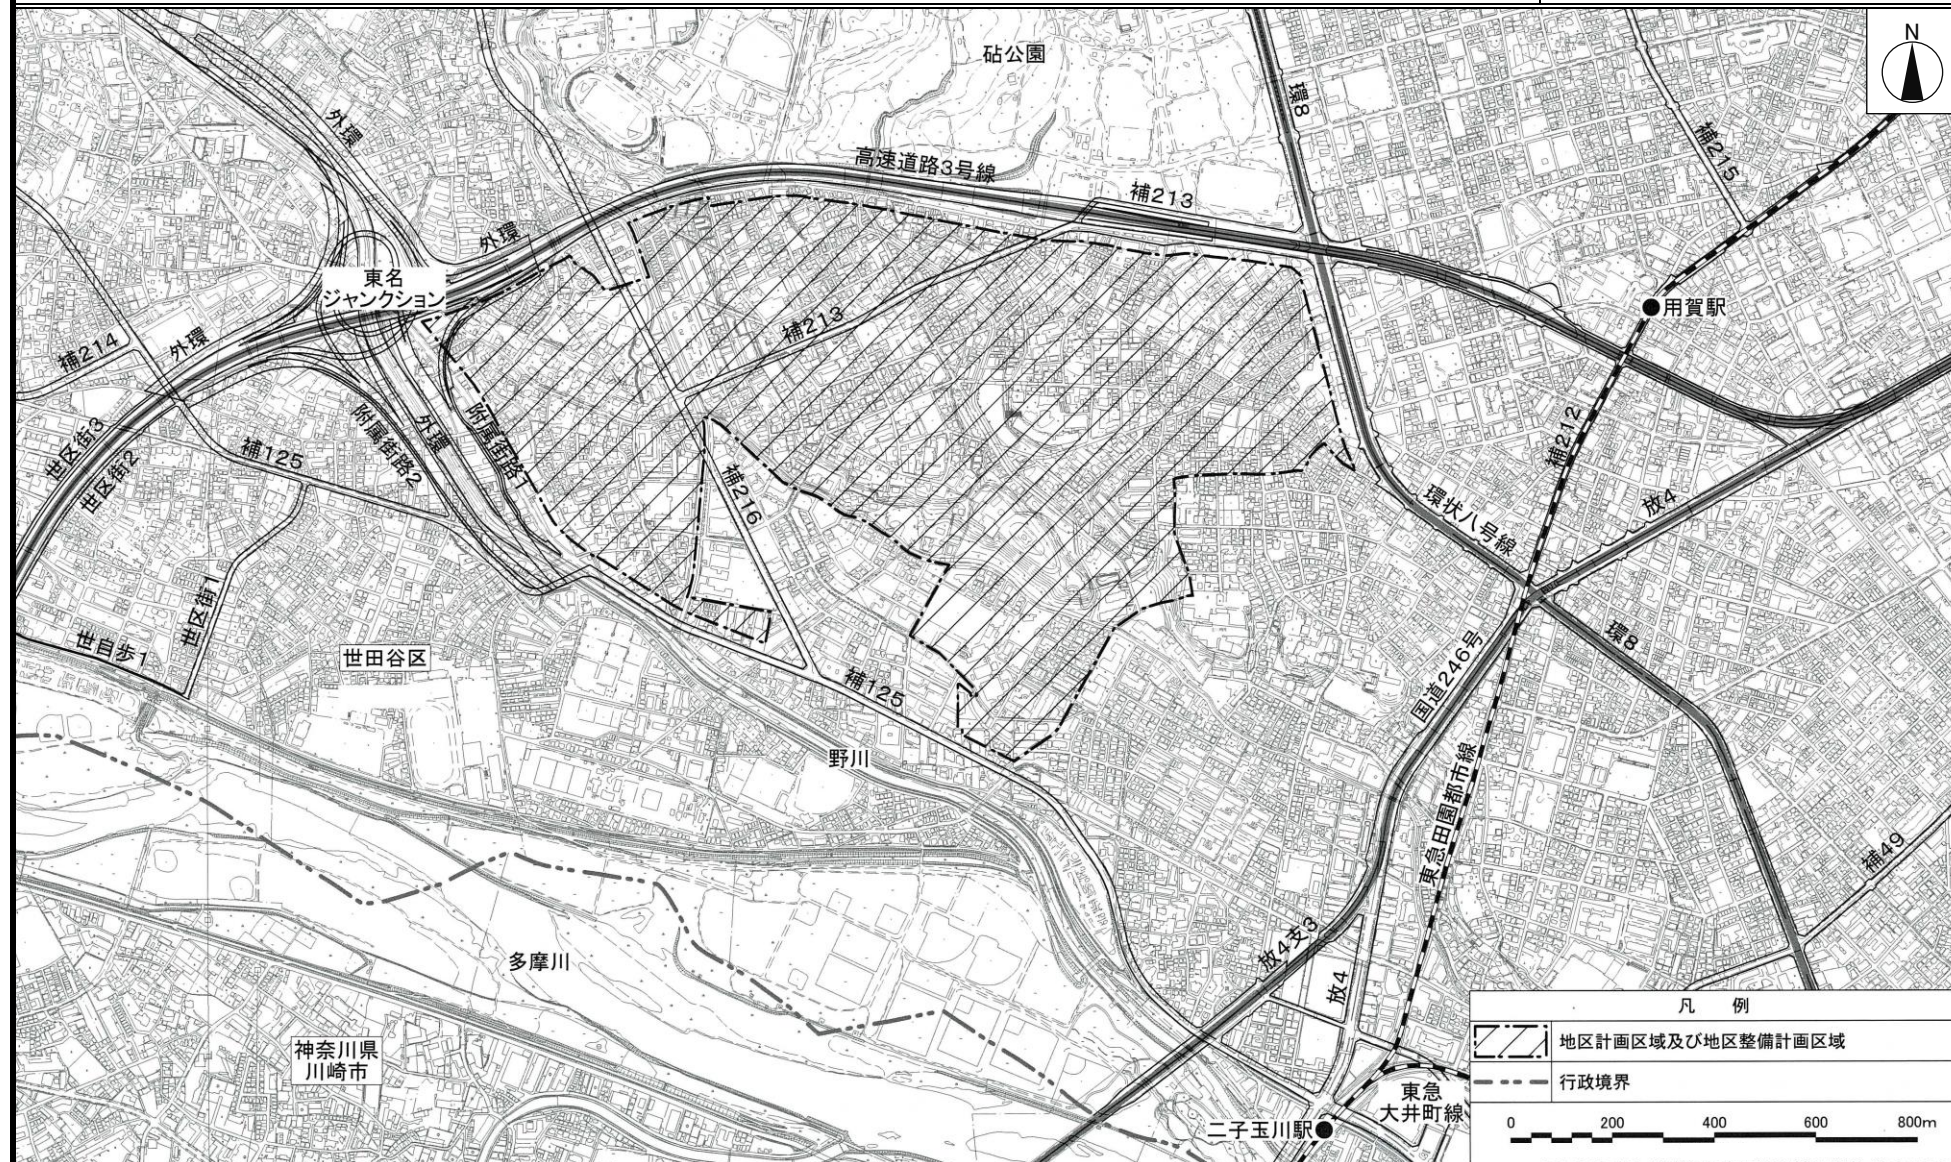 砧公園
N
環8
外環
補215
高速道路3号線
補213
外環
東名
ジャンクション
用賀駅
補213
補214
外環
附属街路1
附属街路2
外環
補212
世区街3
世区街2
補125
補216
環状八号線
放4
世区街1
世自歩1
世田谷区
環8
国道246号
補125
野川
東急田園都市線
補49
多摩川
放4支3
放4
神奈川県
川崎市
東急
大井町線
二子玉川駅
凡 例
地区計画区域及び地区整備計画区域
行政境界
0 200 400 600 800m